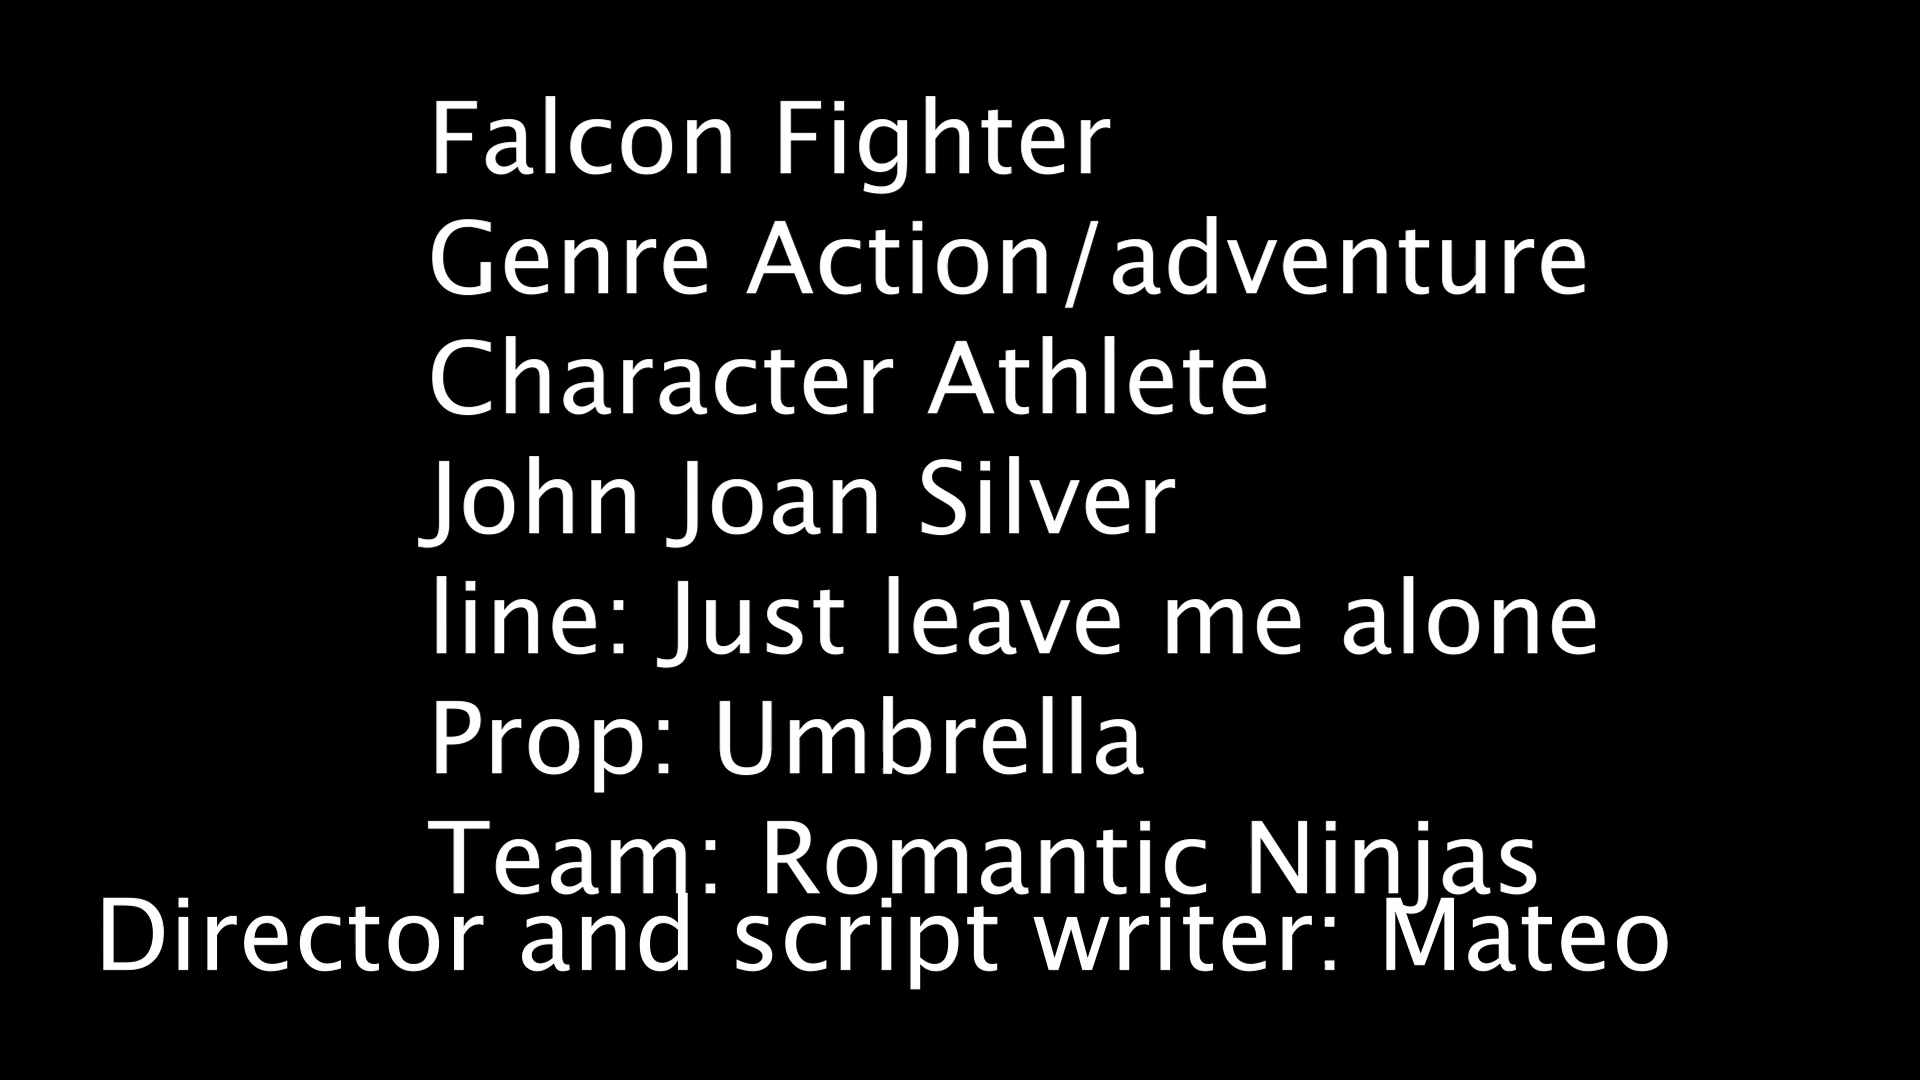 Falcon Fighter
Genre Action/adventure
Character Athlete
John Joan Silver
line: Just leave me alone
Prop: Umbrella
Team: Romantic Ninjas
Director and script writer: Mateo